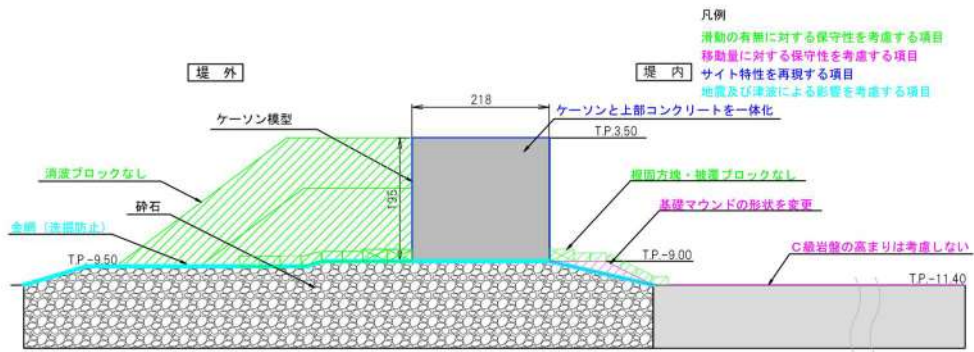 凡例
滑動の有無に対する保守性を考慮する項目
移動量に対する保守性を考慮する項目
サイト特性を再現する項目
地震及び津波による影響を考慮する項目
堤 外
堤 内
218
ケーソン模型
ケーソンと上部コンクリートを一体化
T.P.3.50
消波ブロックなし
195
根固方塊・被覆ブロックなし
砕石
基礎マウンドの形状を変更
金網（洗掘防止）
T.P.-9.50
T.P.-9.00
C級岩盤の高まりは考慮しない
T.P.-11.40